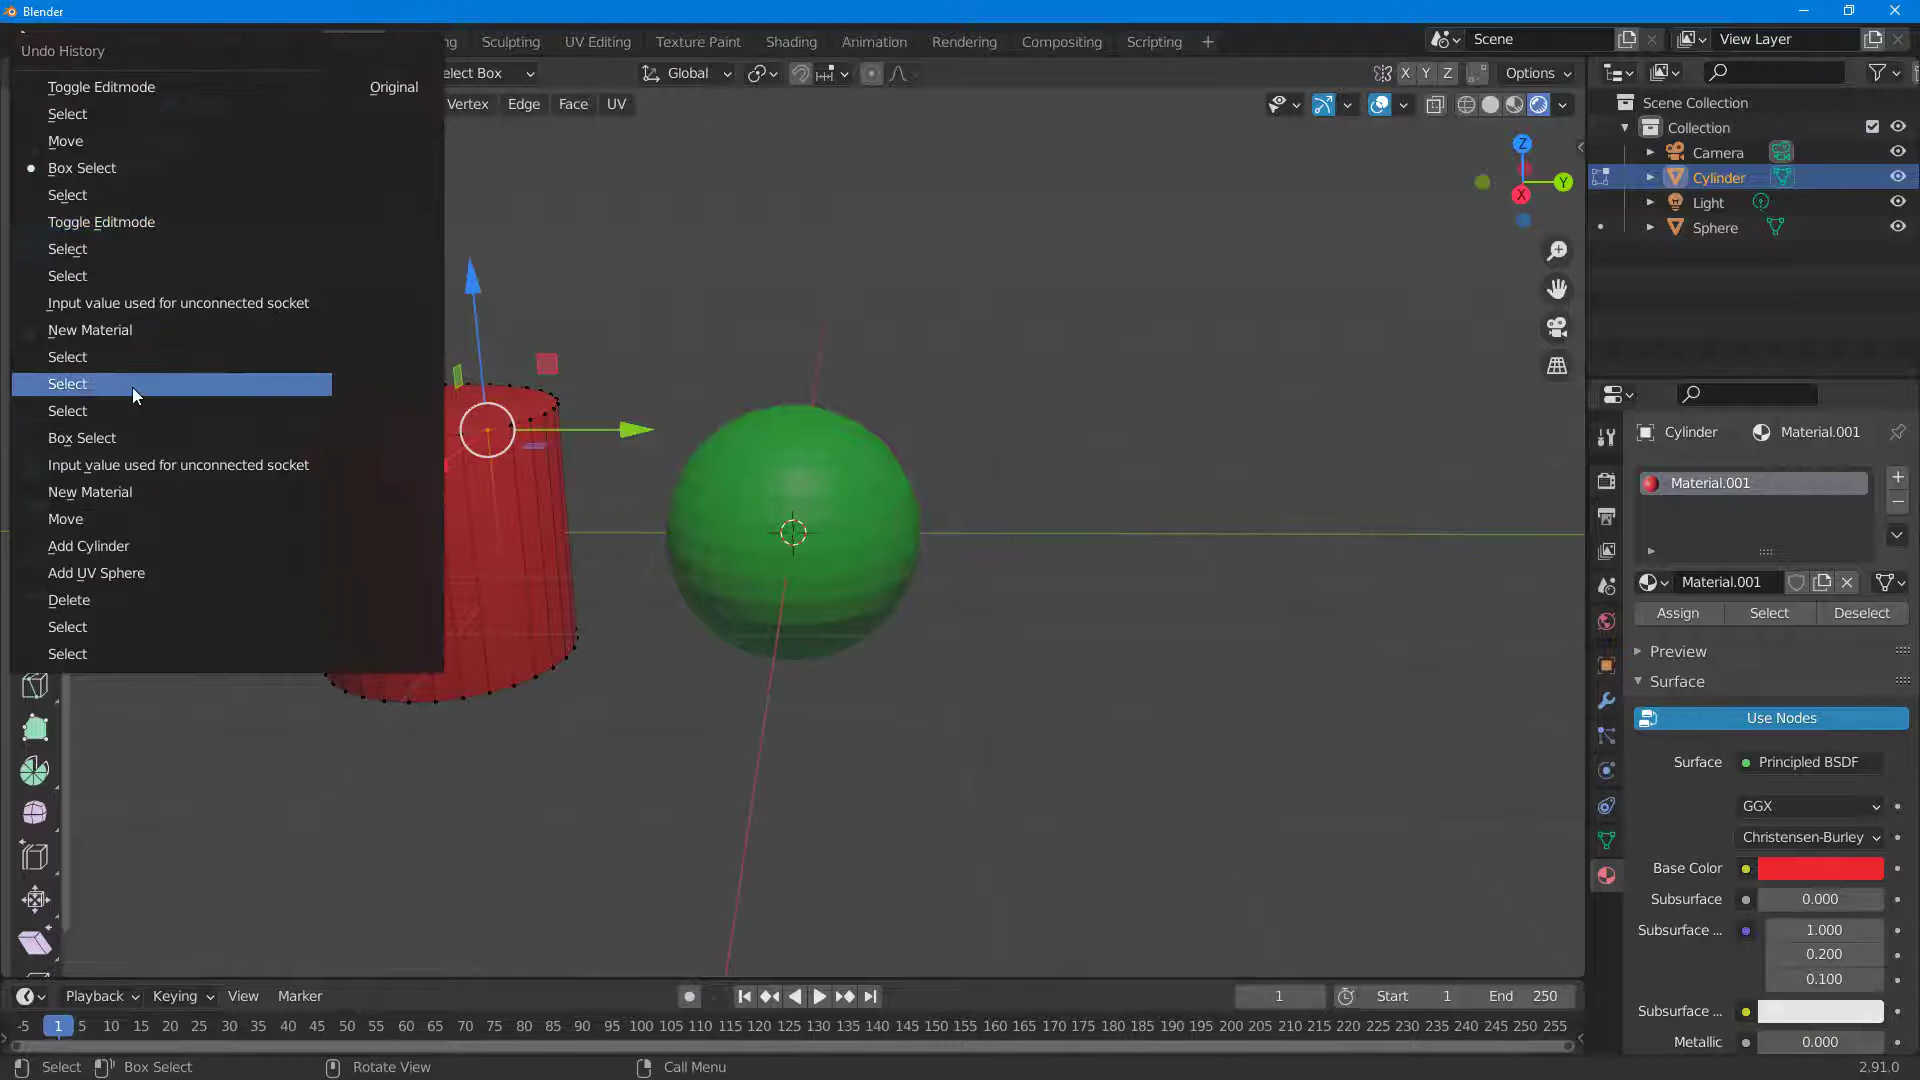 Blender
Undo History
Toggle Editmode Original
Select
Move
Box Select
Select
Toggle Editmode
Select
Select
Input value used for unconnected socket
New Material
Select
Select
Select
Box Select
Input value used for unconnected socket
New Material
Move
Add Cylinder
Add UV Sphere
Delete
Select
Select
Sculpting UV Editing Texture Paint Shading Animation Rendering Compositing Scripting +
Scene
View Layer
elect Box
Global
X Y Z
Options
Vertex Edge Face UV
Z
Y
X
Scene Collection
Collection
Camera
Cylinder
Light
Sphere
Cylinder Material.001
Material.001
Material.001
Assign Select Deselect
Preview
Surface
Use Nodes
Surface Principled BSDF
GGX
Christensen-Burley
Base Color
Subsurface 0.000
Subsurface ... 1.000
0.200
0.100
Subsurface ...
Metallic 0.000
Playback Keying View Marker
1 Start 1 End 250
-5 1 5 10 15 20 25 30 35 40 45 50 55 60 65 70 75 80 85 90 95 100 105 110 115 120 125 130 135 140 145 150 155 160 165 170 175 180 185 190 195 200 205 210 215 220 225 230 235 240 245 250 255
Select Box Select Rotate View Call Menu 2.91.0